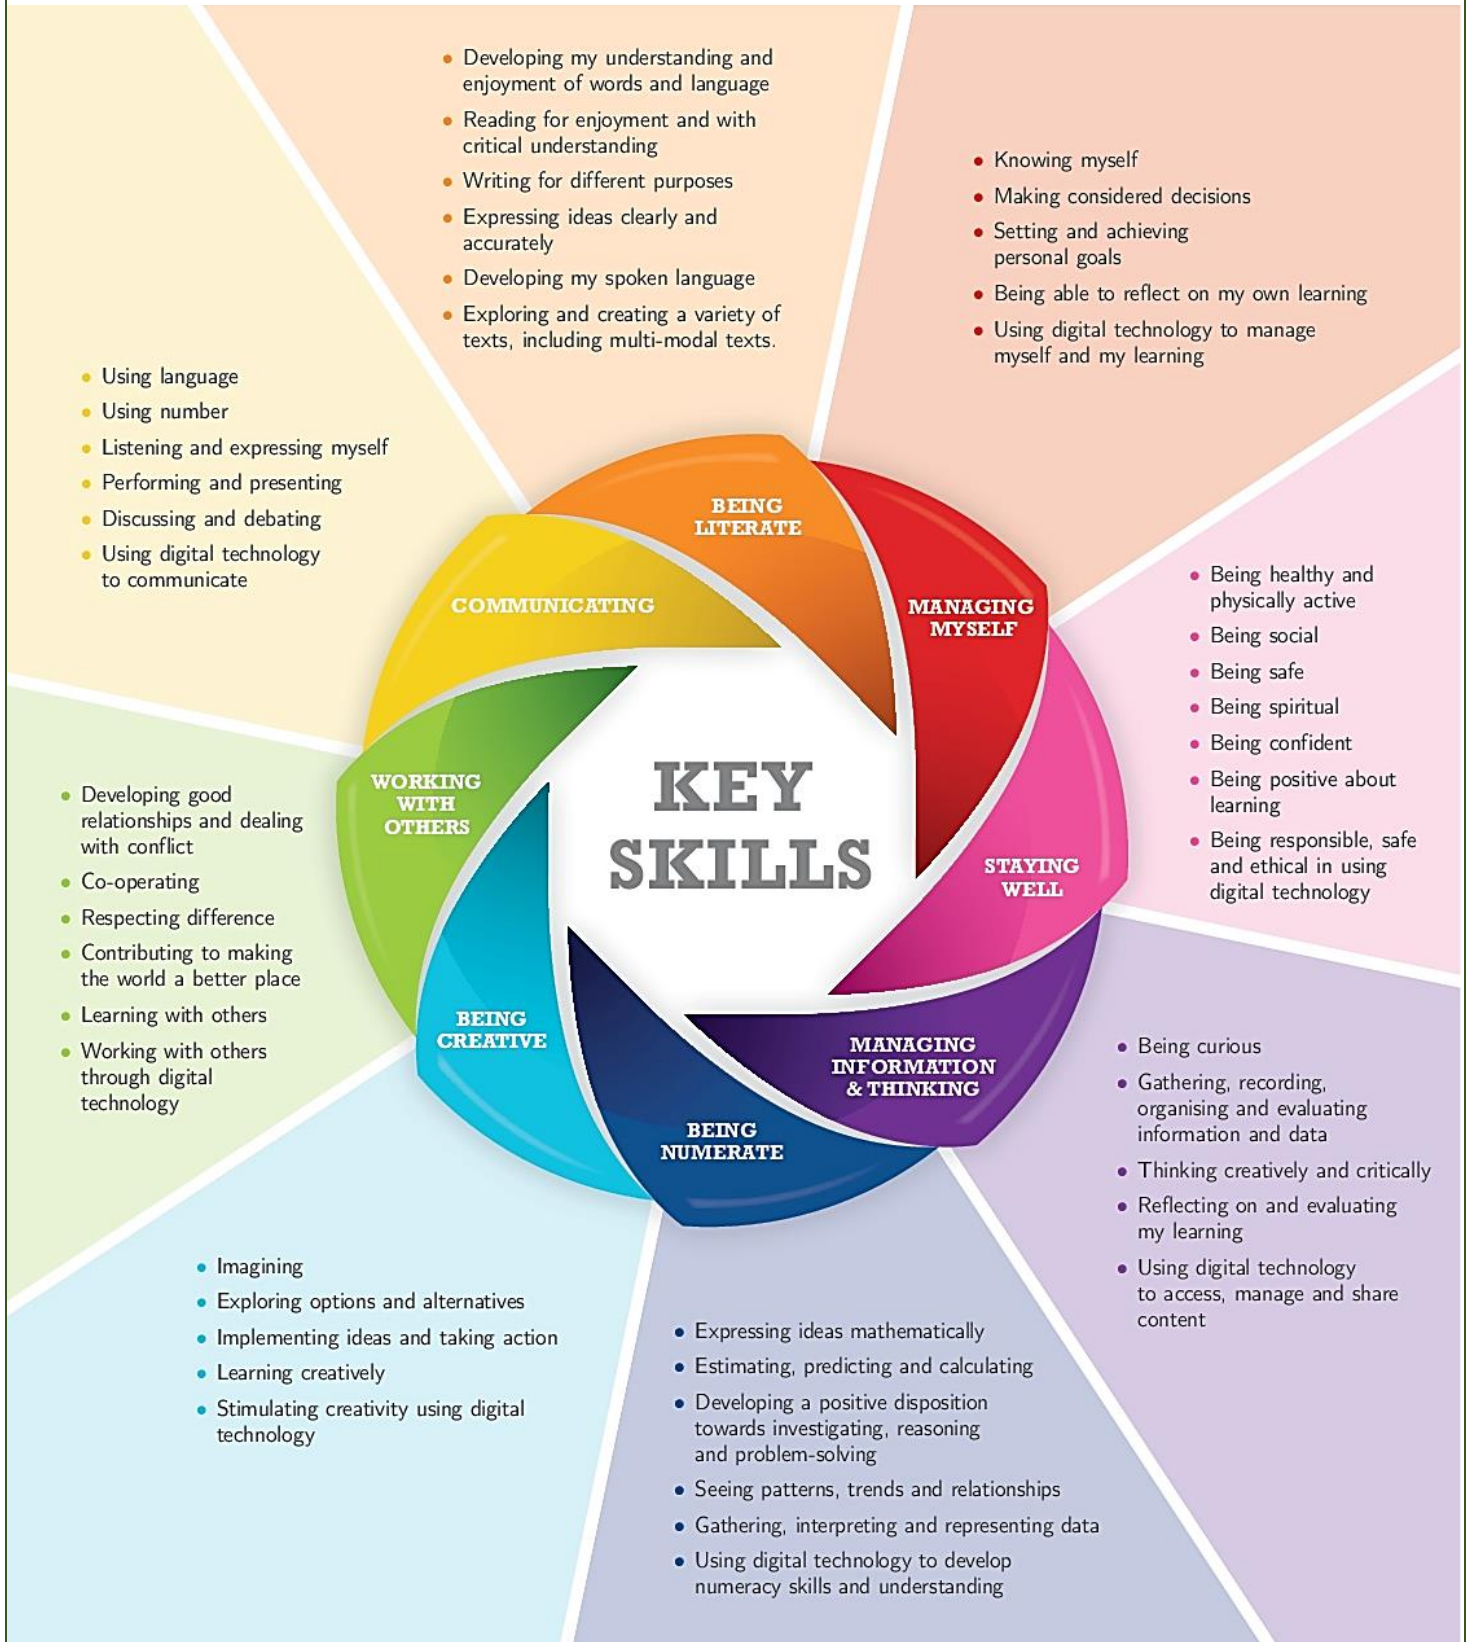 • Developing my understanding and
enjoyment of words and language
• Reading for enjoyment and with
critical understanding
• Writing for different purposes
• Expressing ideas clearly and
accurately
• Developing my spoken language
• Exploring and creating a variety of
texts, including multi-modal texts.
• Knowing myself
• Making considered decisions
• Setting and achieving
personal goals
• Being able to reflect on my own learning
• Using digital technology to manage
myself and my learning
• Using language
• Using number
• Listening and expressing myself
• Performing and presenting
• Discussing and debating
• Using digital technology
to communicate
BEING
LITERATE
MANAGING
MYSELF
COMMUNICATING
• Being healthy and
physically active
• Being social
• Being safe
• Being spiritual
• Being confident
• Being positive about
learning
• Being responsible, safe
and ethical in using
digital technology
WORKING
WITH
OTHERS
KEY
SKILLS
STAYING
WELL
• Developing good
relationships and dealing
with conflict
• Co-operating
• Respecting difference
• Contributing to making
the world a better place
• Learning with others
• Working with others
through digital
technology
BEING
CREATIVE
MANAGING
INFORMATION
& THINKING
BEING
NUMERATE
• Being curious
• Gathering, recording,
organising and evaluating
information and data
• Thinking creatively and critically
• Reflecting on and evaluating
my learning
• Using digital technology
to access, manage and share
content
• Imagining
• Exploring options and alternatives
• Implementing ideas and taking action
• Learning creatively
• Stimulating creativity using digital
technology
• Expressing ideas mathematically
• Estimating, predicting and calculating
• Developing a positive disposition
towards investigating, reasoning
and problem-solving
• Seeing patterns, trends and relationships
• Gathering, interpreting and representing data
• Using digital technology to develop
numeracy skills and understanding